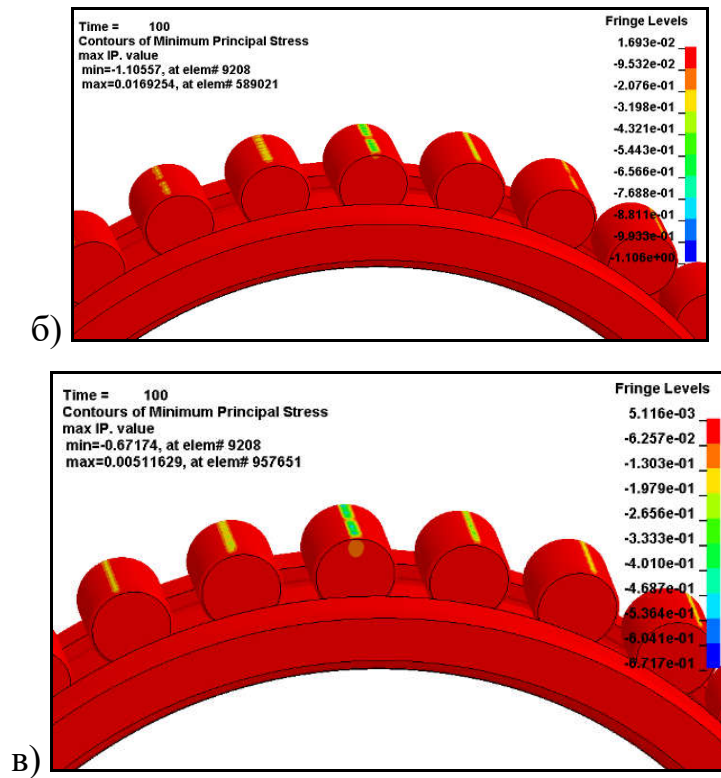 Time = 100
Contours of Minimum Principal Stress
max IP. value
min=-1.10557, at elem# 9208
max=0.0169254, at elem# 589021
Fringe Levels
1.693e-02
-9.532e-02
-2.076e-01
-3.198e-01
-4.321e-01
-5.443e-01
-6.566e-01
-7.688e-01
-8.811e-01
-9.933e-01
-1.106e+00
б)
Time = 100
Contours of Minimum Principal Stress
max IP. value
min=-0.67174, at elem# 9208
max=0.00511629, at elem# 957651
Fringe Levels
5.116e-03
-6.257e-02
-1.303e-01
-1.979e-01
-2.656e-01
-3.333e-01
-4.010e-01
-4.687e-01
-5.364e-01
-6.041e-01
-6.717e-01
в)